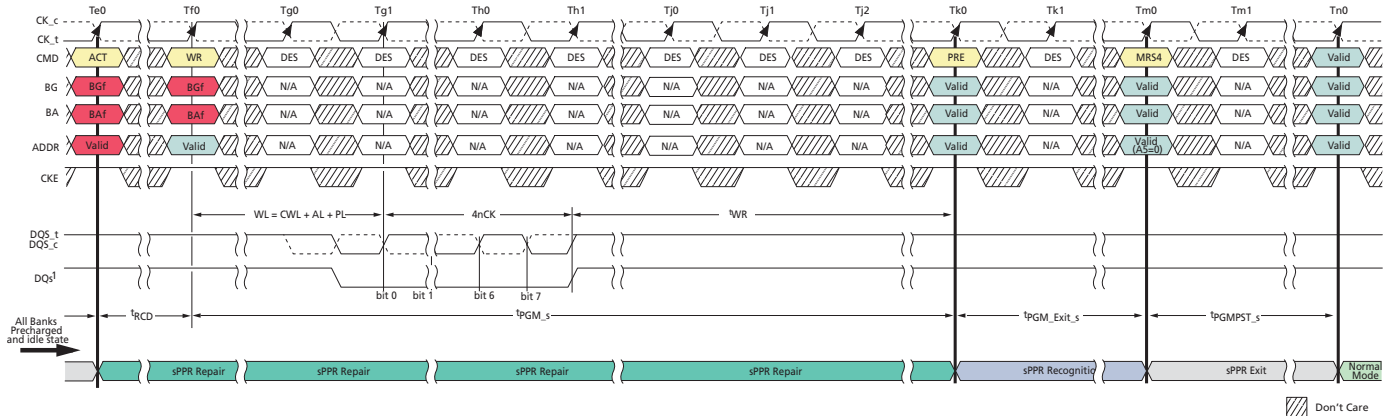 Te0 Tf0 Tg0 Tg1 Th0 Th1 Tj0 Tj1 Tj2 Tk0 Tk1 Tm0 Tm1 Tn0
CK_c
CK_t
CMD ACT WR DES DES DES DES DES DES DES PRE DES MRS4 DES Valid
BG BGf BGf N/A N/A N/A N/A N/A N/A N/A Valid N/A Valid N/A Valid
BA BAf BAf N/A N/A N/A N/A N/A N/A N/A Valid N/A Valid N/A Valid
ADDR Valid Valid N/A N/A N/A N/A N/A N/A N/A Valid N/A Valid (A5=0) N/A Valid
CKE
WL = CWL + AL + PL 4nCK tWR
DQS_t
DQS_c
DQs1
bit 0 bit 1 bit 6 bit 7
All Banks
Precharged
and idle state
tRCD tPGM_s tPGM_Exit_s tPGMPST_s
sPPR Repair sPPR Repair sPPR Repair sPPR Repair sPPR Recognitic sPPR Exit Normal
Mode
Don't Care